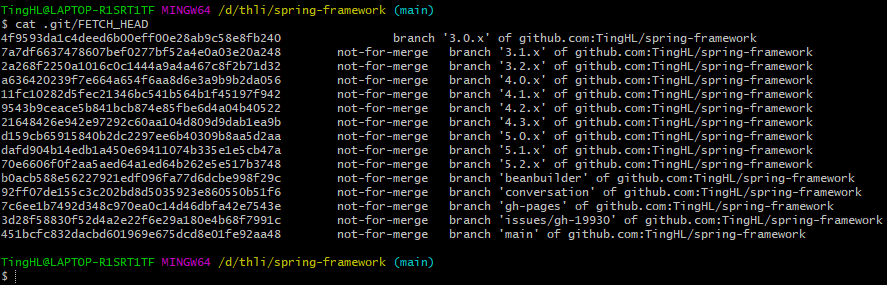 TingHL@LAPTOP-R1SRT1TF MINGW64 /d/thli/spring-framework (main)
$ cat .git/FETCH_HEAD
4f9593da1c4deed6b00eff00e28ab9c58e8fb240 branch '3.0.x' of github.com:TingHL/spring-framework
7a7df6637478607bef0277bf52a4e0a03e20a248 not-for-merge branch '3.1.x' of github.com:TingHL/spring-framework
2a268f2250a1016c0c1444a9a4a467c8f2b71d32 not-for-merge branch '3.2.x' of github.com:TingHL/spring-framework
a636420239f7e664a654f6aa8d6e3a9b9b2da056 not-for-merge branch '4.0.x' of github.com:TingHL/spring-framework
11fc10282d5fec21346bc541b564b1f45197f942 not-for-merge branch '4.1.x' of github.com:TingHL/spring-framework
9543b9ceace5b841bcb874e85fbe6d4a04b40522 not-for-merge branch '4.2.x' of github.com:TingHL/spring-framework
21648426e942e97292c60aa104d809d9dab1ea9b not-for-merge branch '4.3.x' of github.com:TingHL/spring-framework
d159cb65915840b2dc2297ee6b40309b8aa5d2aa not-for-merge branch '5.0.x' of github.com:TingHL/spring-framework
dafd904b14edb1a450e69411074b335e1e5cb47a not-for-merge branch '5.1.x' of github.com:TingHL/spring-framework
70e6606f0f2aa5aed64a1ed64b262e5e517b3748 not-for-merge branch '5.2.x' of github.com:TingHL/spring-framework
b0acb588e56227921edf096fa77d6dcbe998f29c not-for-merge branch 'beanbuilder' of github.com:TingHL/spring-framework
92ff07de155c3c202bd8d5035923e860550b51f6 not-for-merge branch 'conversation' of github.com:TingHL/spring-framework
7c6ee1b7492d348c970ea0c14d46dbfa42e7543e not-for-merge branch 'gh-pages' of github.com:TingHL/spring-framework
3d28f58830f52d4a2e22f6e29a180e4b68f7991c not-for-merge branch 'issues/gh-19930' of github.com:TingHL/spring-framework
451bcfc832dacbd601969e675dcd8e01fe92aa48 not-for-merge branch 'main' of github.com:TingHL/spring-framework
TingHL@LAPTOP-R1SRT1TF MINGW64 /d/thli/spring-framework (main)
$